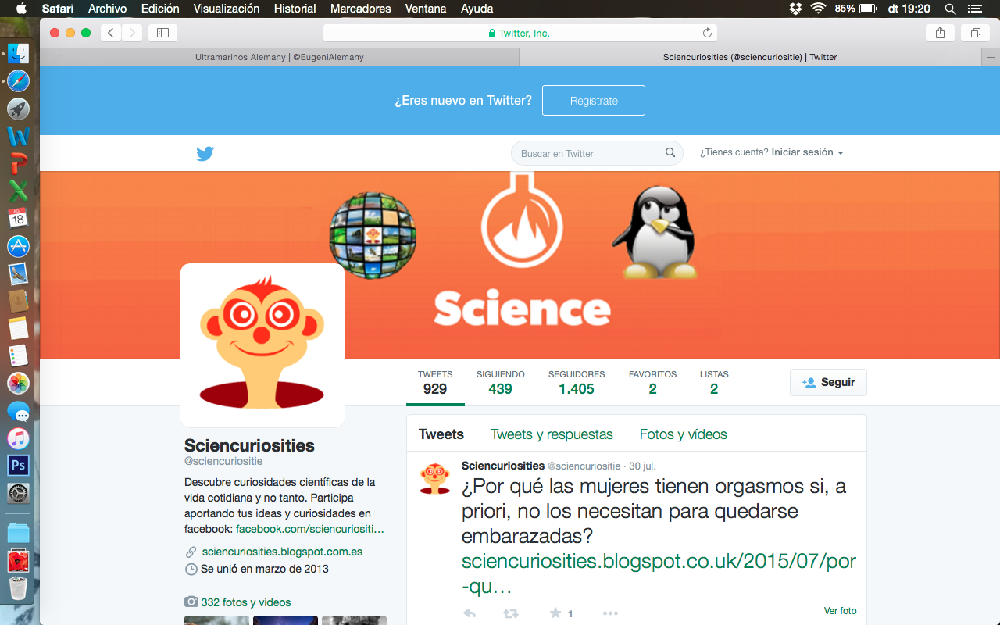 Safari Archivo Edición Visualización Historial Marcadores Ventana Ayuda 85% dt 19:20
Twitter, Inc.
Ultramarinos Alemany | @EugeniAlemany
Sciencuriosities (@sciencuriositie) | Twitter
¿Eres nuevo en Twitter? Regístrate
Buscar en Twitter
¿Tienes cuenta? Iniciar sesión
Science
TWEETS SIGUIENDO SEGUIDORES FAVORITOS LISTAS
929 439 1.405 2 2
Seguir
Sciencuriosities
@sciencuriositie
Descubre curiosidades científicas de la
vida cotidiana y no tanto. Participa
aportando tus ideas y curiosidades en
facebook: facebook.com/sciencuriositi…
sciencuriosities.blogspot.com.es
Se unió en marzo de 2013
332 fotos y videos
Tweets Tweets y respuestas Fotos y vídeos
Sciencuriosities @sciencuriositie · 30 jul.
¿Por qué las mujeres tienen orgasmos si, a
priori, no los necesitan para quedarse
embarazadas?
sciencuriosities.blogspot.co.uk/2015/07/por
-qu…
1
Ver foto
AG.
18
Ps